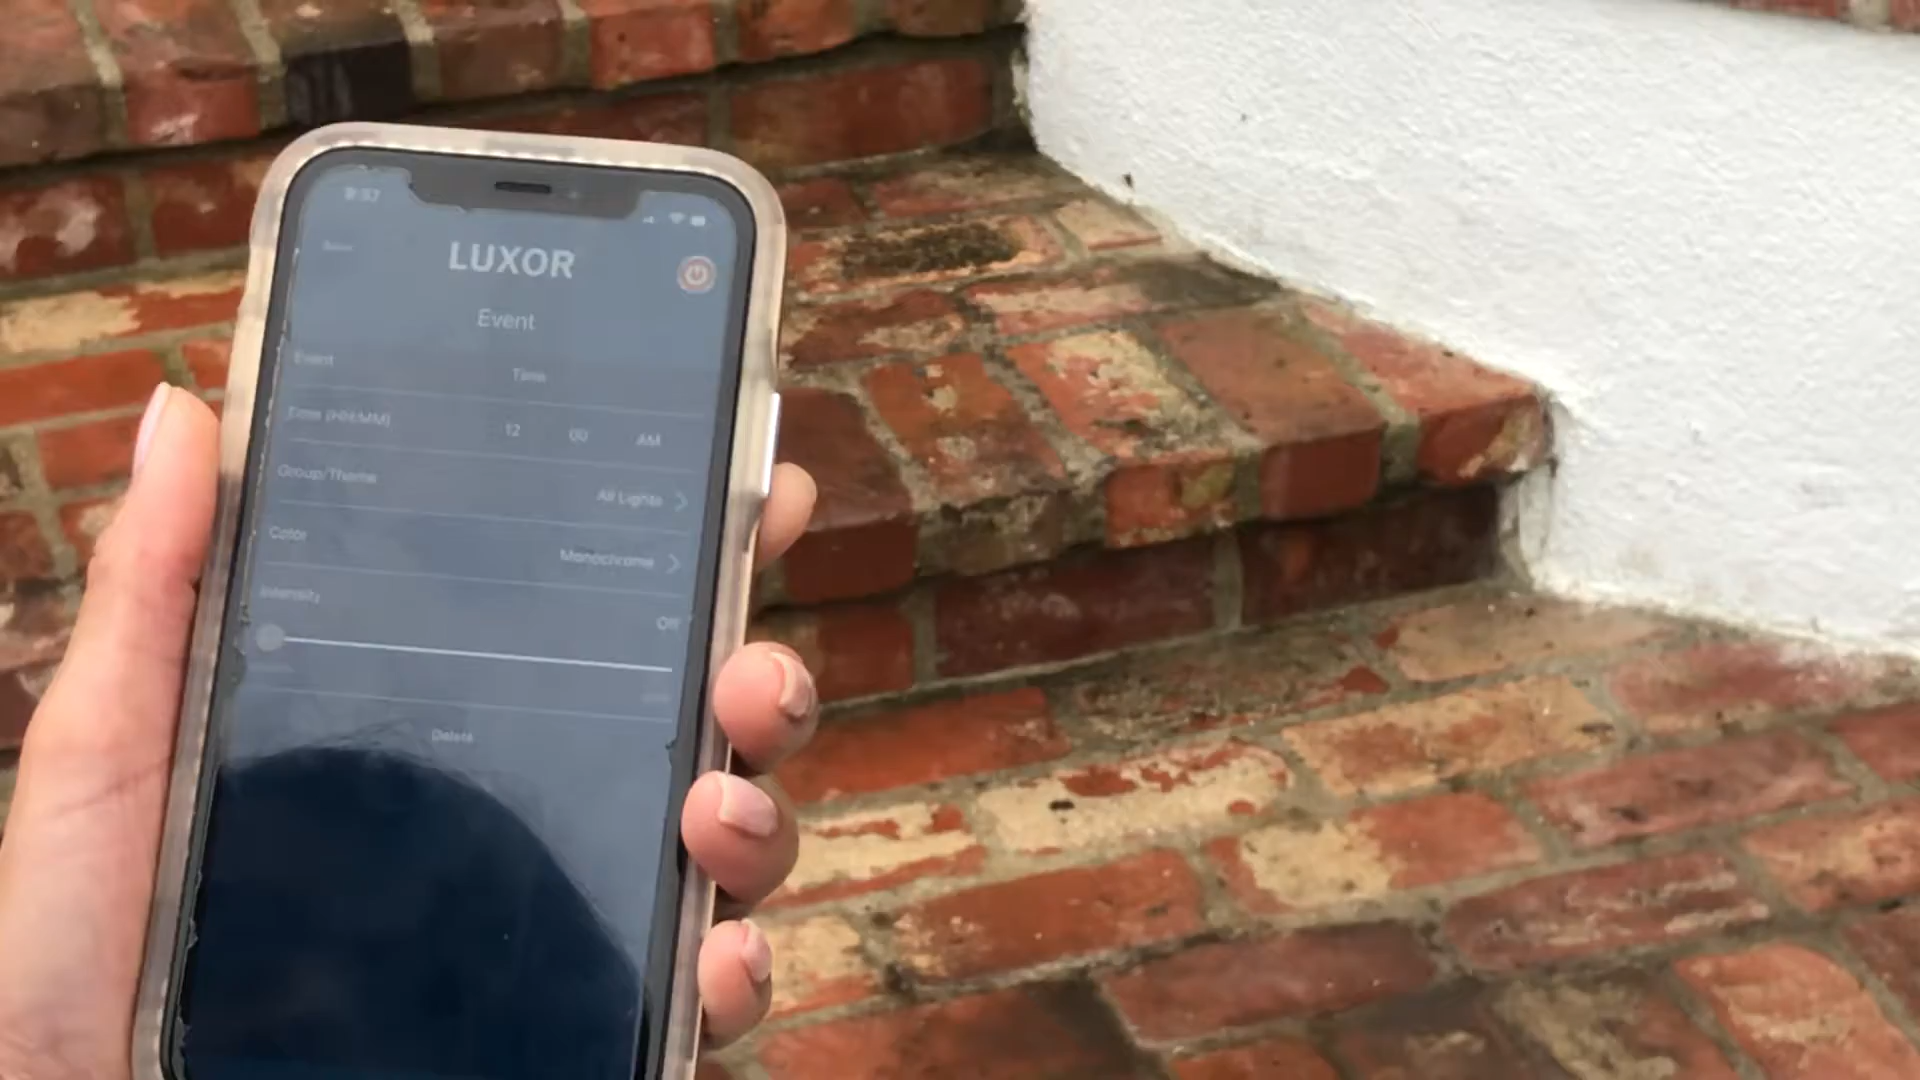 LUXOR
Event
Event Time
Time (HH:MM) 12 00 AM
Group/Theme All Lights
Color Monochrome
Intensity Off
Delete